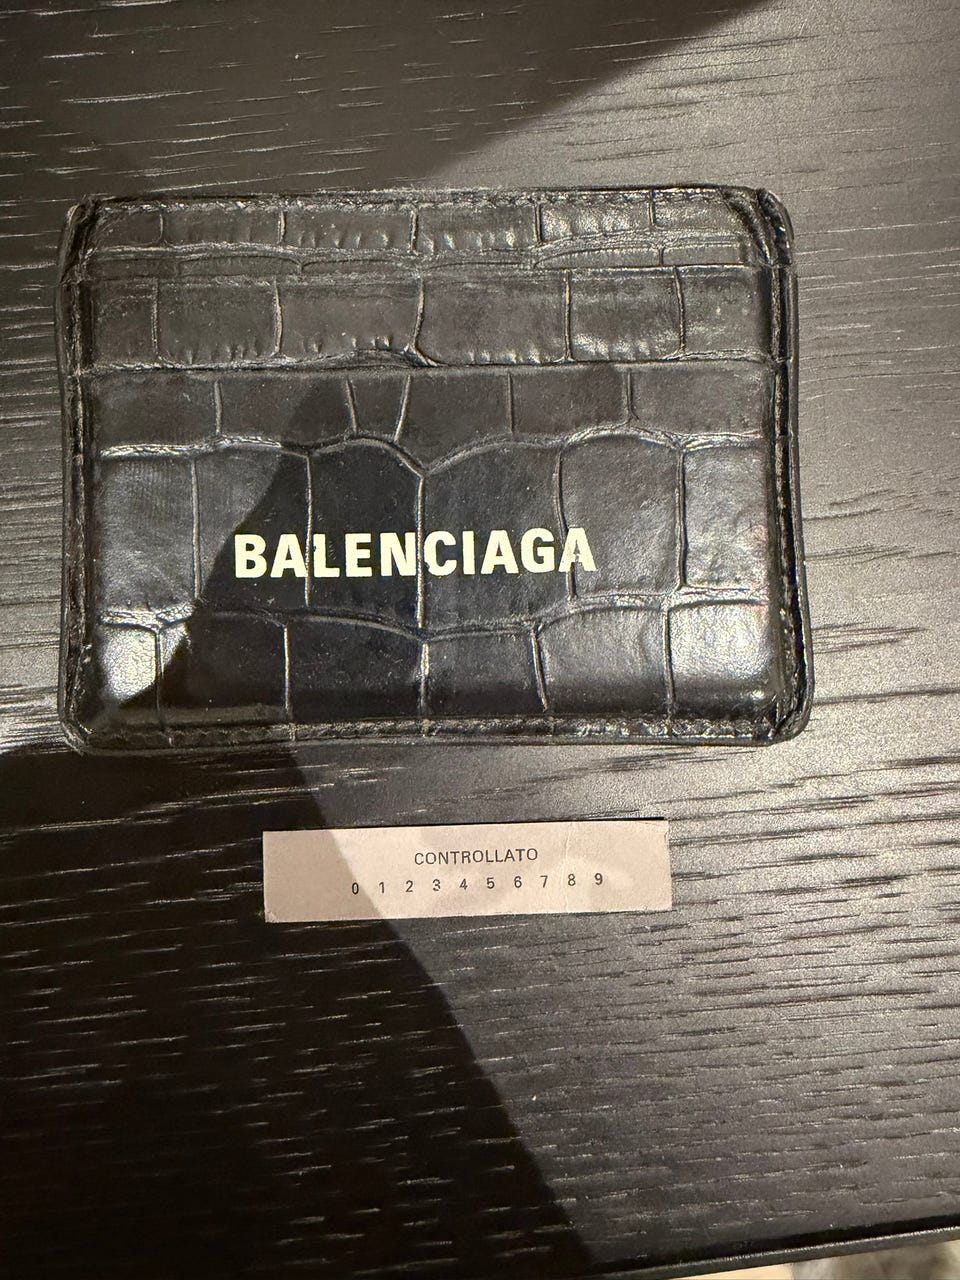 BALENCIAGA
CONTROLLATO
0 1 2 3 4 5 6 7 8 9